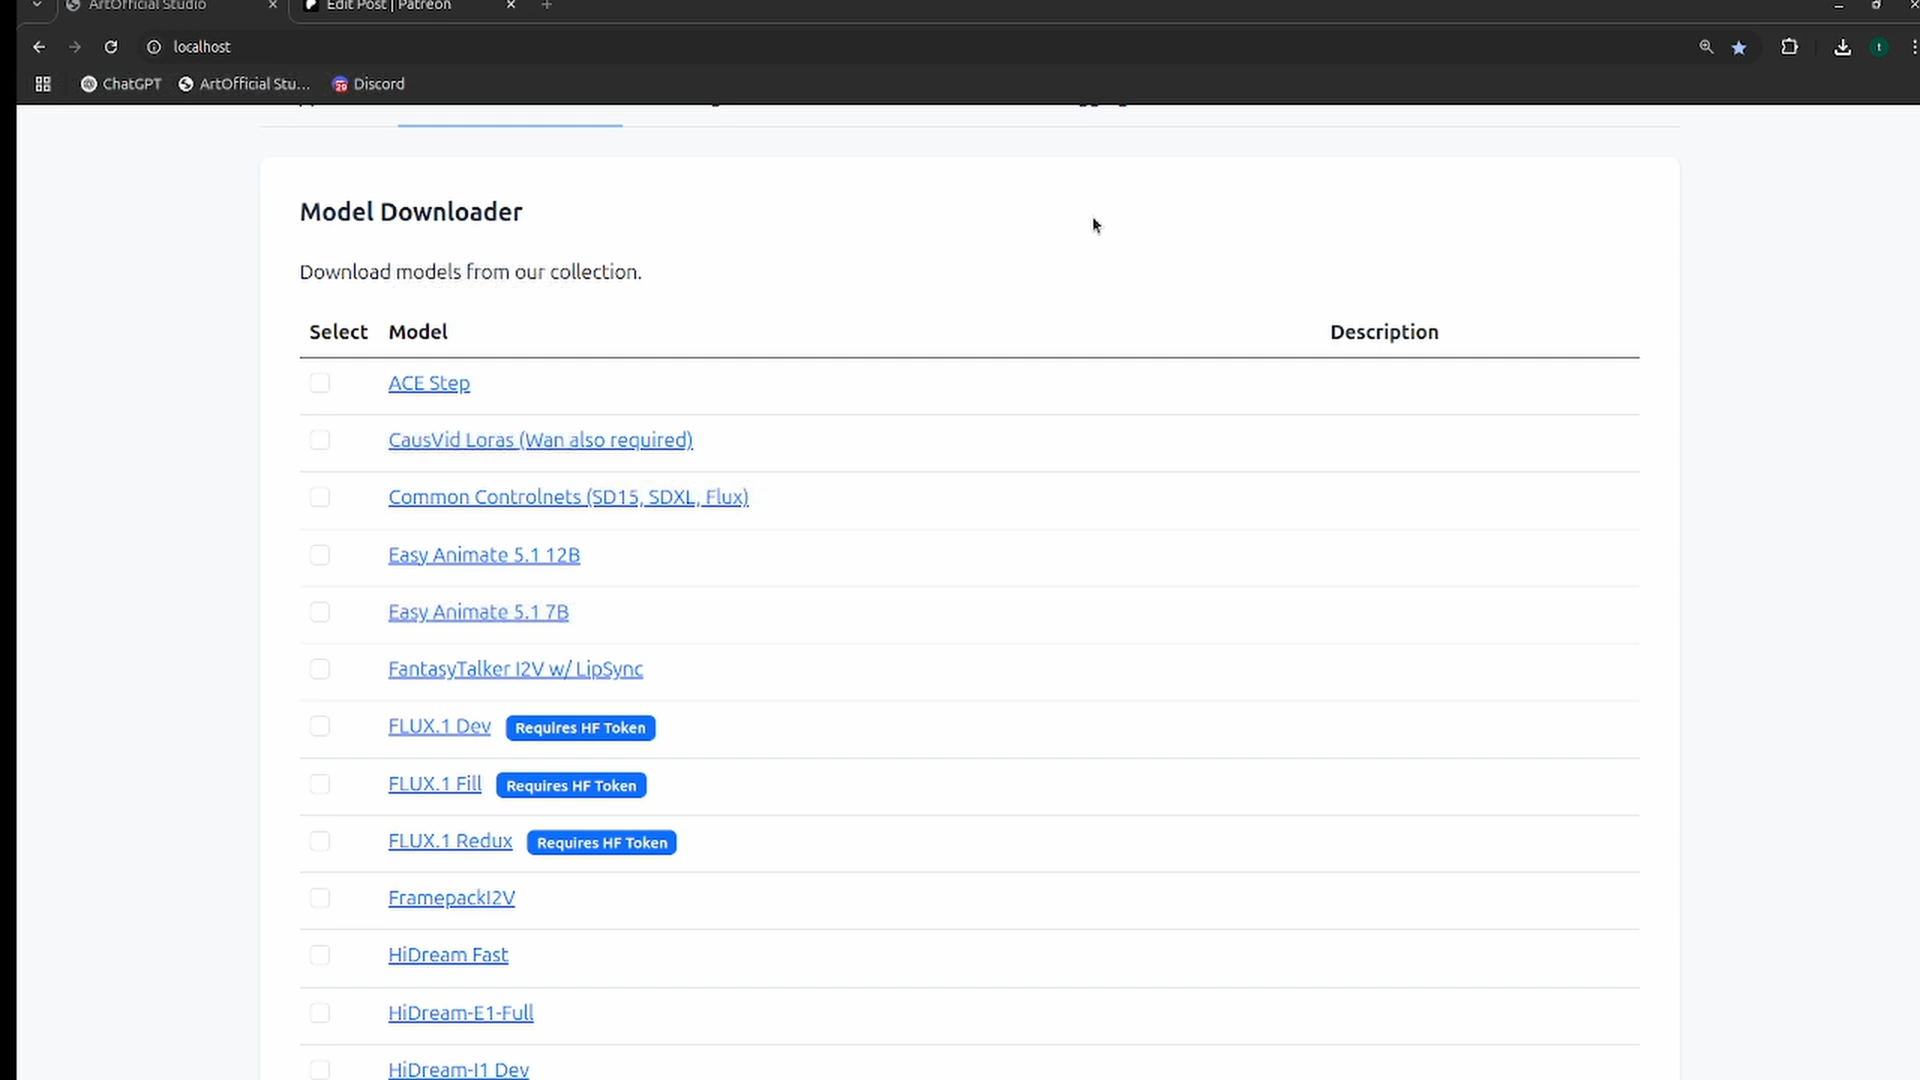 ArtOfficial Studio
Edit Post | Patreon
localhost
ChatGPT
ArtOfficial Stu...
Discord
Model Downloader
Download models from our collection.
Select Model Description
ACE Step
CausVid Loras (Wan also required)
Common Controlnets (SD15, SDXL, Flux)
Easy Animate 5.1 12B
Easy Animate 5.1 7B
FantasyTalker I2V w/ LipSync
FLUX.1 Dev Requires HF Token
FLUX.1 Fill Requires HF Token
FLUX.1 Redux Requires HF Token
FramepackI2V
HiDream Fast
HiDream-E1-Full
HiDream-I1 Dev